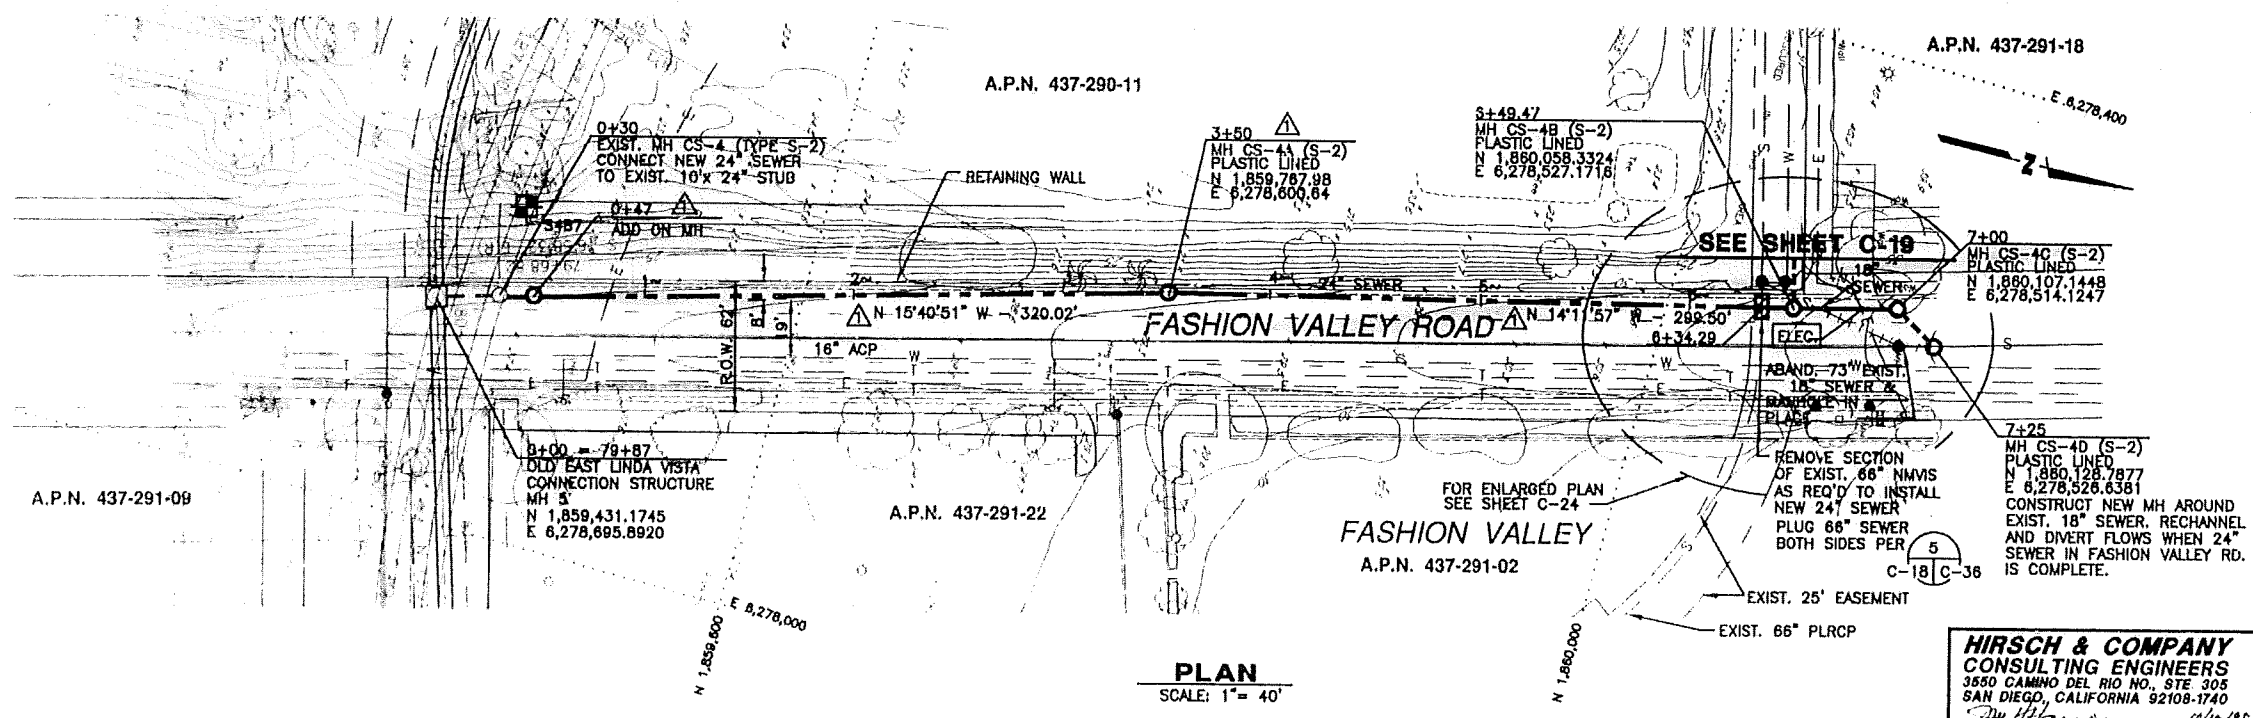 A.P.N. 437-291-18
E 6,278,400
A.P.N. 437-290-11
0+30
EXIST. MH CS-4 (TYPE S-2)
CONNECT NEW 24" SEWER
TO EXIST. 10'x 24" STUB
0+47
ADD ON MH
RETAINING WALL
3+50
MH CS-4A (S-2)
PLASTIC LINED
N 1,859,767.98
E 6,278,600.64
MH CS-4B (S-2)
PLASTIC LINED
N 1,860,058.3324
E 6,278,527.1716
Z
SEE SHEET C-19
7+00
MH CS-4C (S-2)
PLASTIC LINED
N 1,860,107.1448
E 6,278,514.1247
18"
SEWER
24" SEWER
R.O.W. 62'
8'
N 15°40'51" W - 320.02'
16" ACP
FASHION VALLEY ROAD
6+34.29
ELEC.
ABAND. 73' EXIST.
18" SEWER &
MANHOLE IN
PLACE
7+25
MH CS-4D (S-2)
PLASTIC LINED
N 1,860,128.7877
E 6,278,526.6381
CONSTRUCT NEW MH AROUND
EXIST. 18" SEWER. RECHANNEL
AND DIVERT FLOWS WHEN 24"
SEWER IN FASHION VALLEY RD.
IS COMPLETE.
0+00 = 79+87
OLD EAST LINDA VISTA
CONNECTION STRUCTURE
MH 5'
N 1,859,431.1745
E 6,278,695.8920
A.P.N. 437-291-09
A.P.N. 437-291-22
FOR ENLARGED PLAN
SEE SHEET C-24
REMOVE SECTION
OF EXIST. 66" NMVIS
AS REQ'D TO INSTALL
NEW 24" SEWER
PLUG 66" SEWER
BOTH SIDES PER
5
C-18 C-36
FASHION VALLEY
A.P.N. 437-291-02
EXIST. 25' EASEMENT
EXIST. 66" PLRCP
N 1,859,600
E 6,278,000
N 1,860,000
PLAN
SCALE: 1"= 40'
HIRSCH & COMPANY
CONSULTING ENGINEERS
3550 CAMINO DEL RIO NO., STE. 305
SAN DIEGO, CALIFORNIA 92108-1740